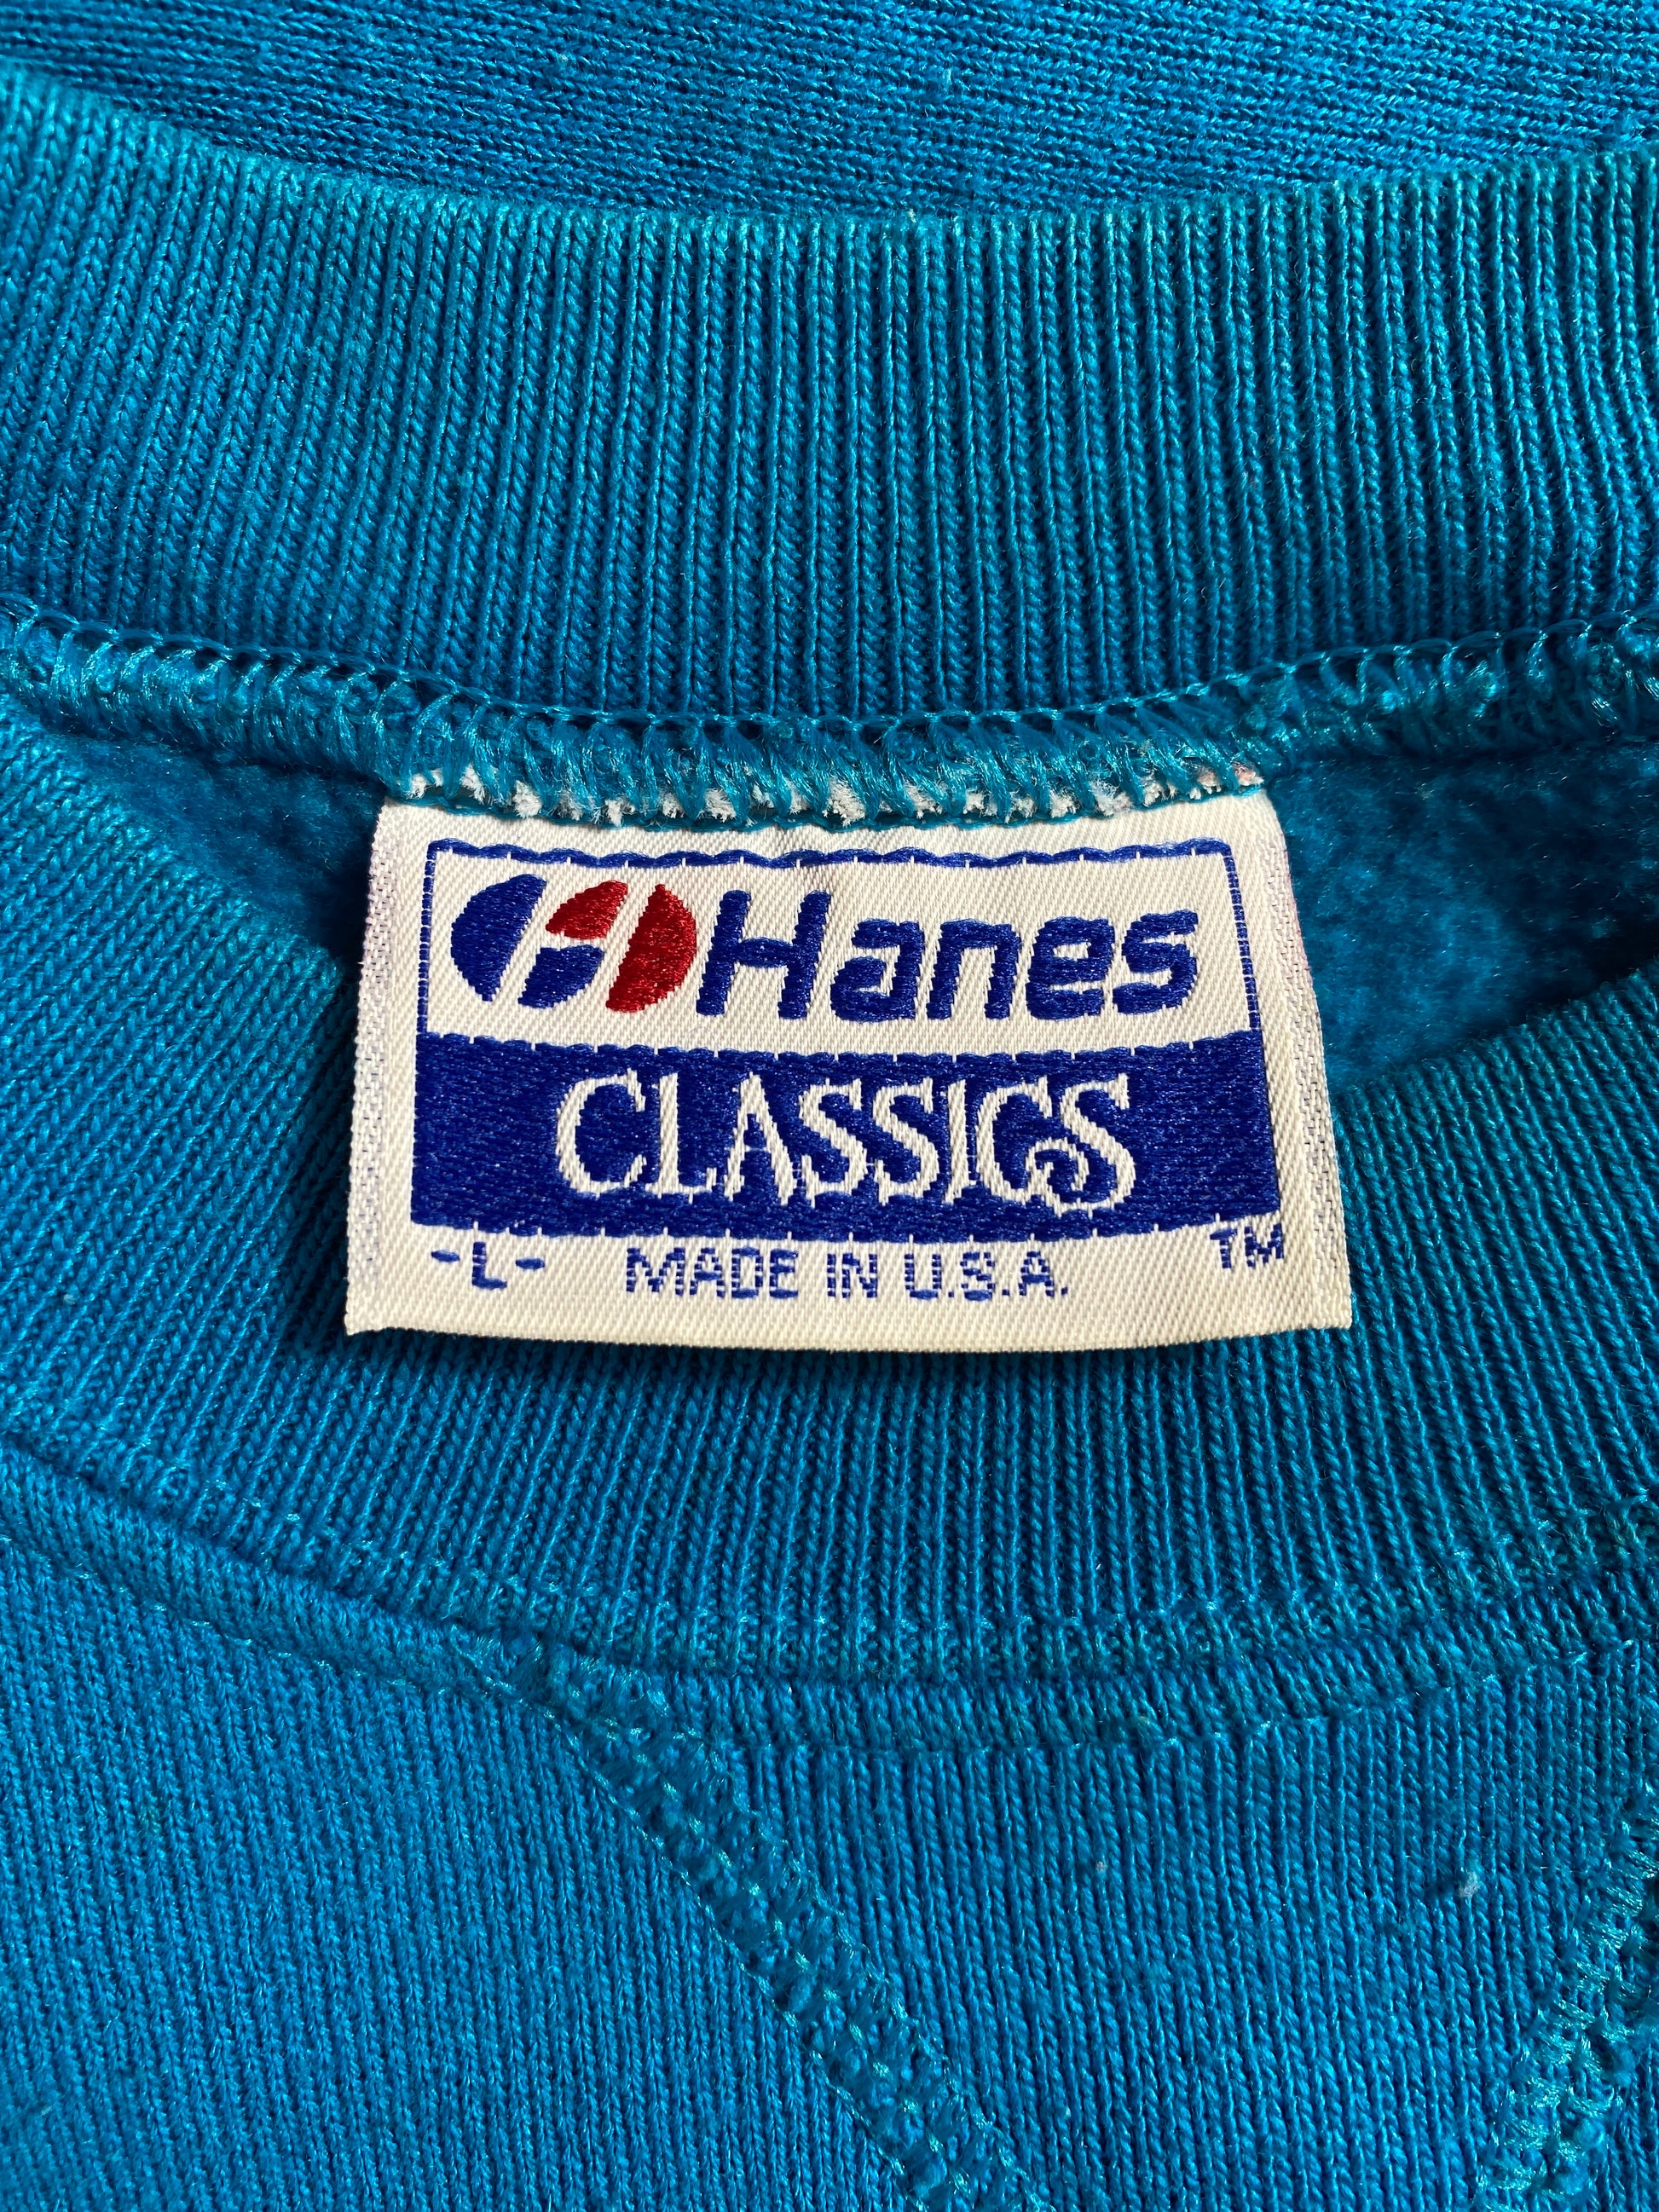 Hanes
CLASSICS
-L- MADE IN U.S.A. TM